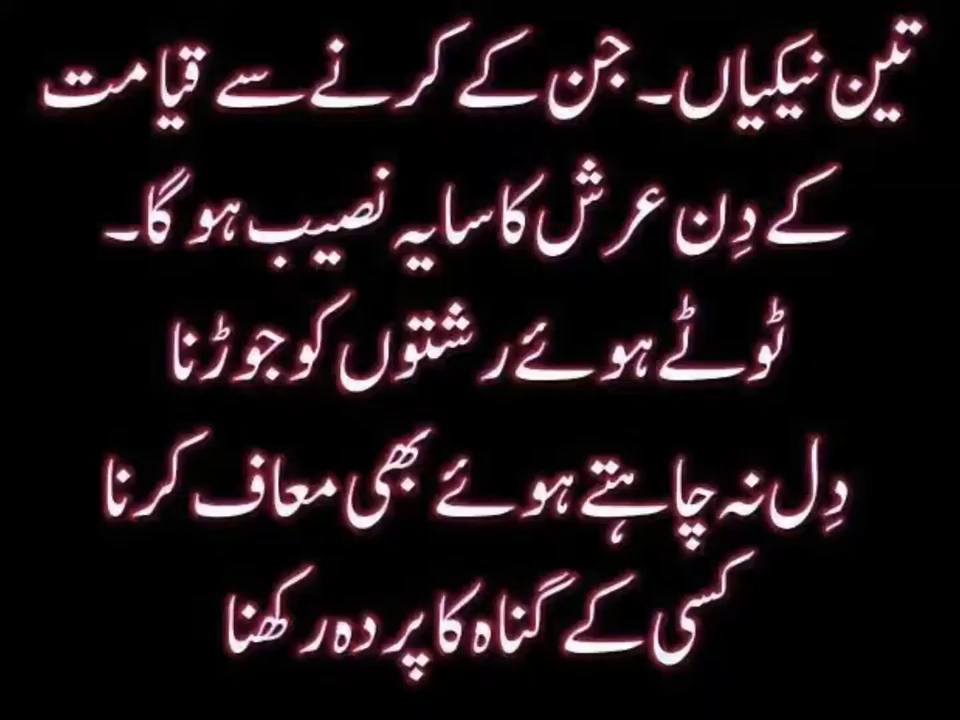 تین نیکیاں۔ جن کے کرنے سے قیامت
کے دِن عرش کا سایہ نصیب ہو گا۔
ٹوٹے ہوئے رشتوں کو جوڑنا
دِل نہ چاہتے ہوئے بھی معاف کرنا
کسی کے گناہ کا پردہ رکھنا